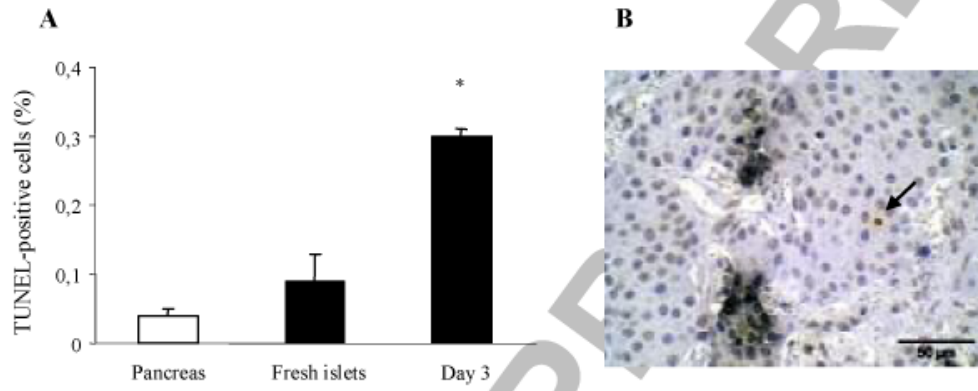 A
B
TUNEL-positive cells (%)
0,4
0,3
0,2
0,1
0
*
Pancreas Fresh islets Day 3
50 µm